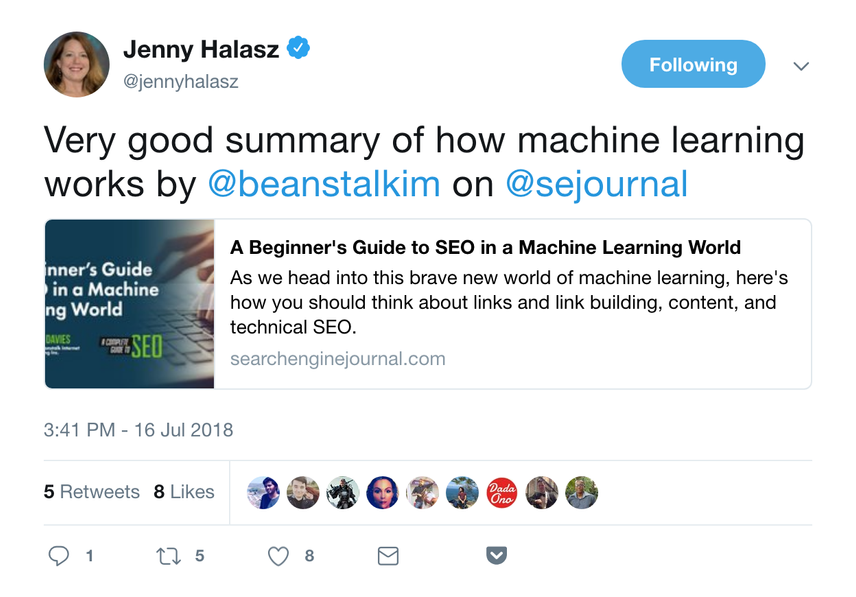 Jenny Halasz
@jennyhalasz
Following
Very good summary of how machine learning
works by @beanstalkim on @sejournal
inner's Guide
in a Machine
ng World
DAVIES
A COMPLETE
GUIDE TO SEO
A Beginner's Guide to SEO in a Machine Learning World
As we head into this brave new world of machine learning, here's
how you should think about links and link building, content, and
technical SEO.
searchenginejournal.com
3:41 PM - 16 Jul 2018
5 Retweets 8 Likes
Dada
Ono
1 5 8